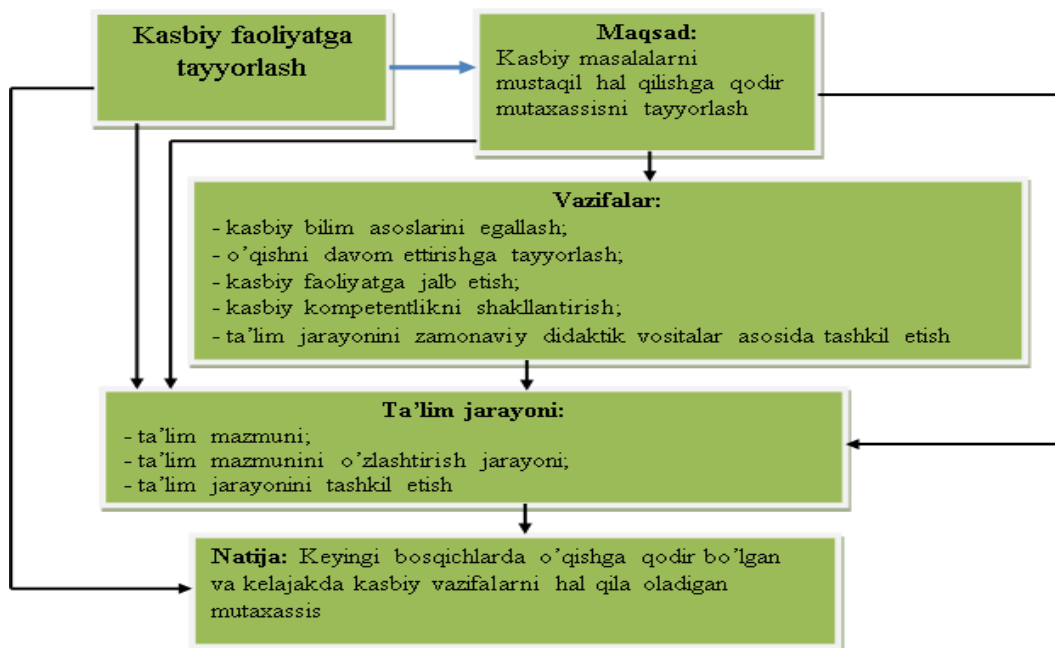 Kasbiy faoliyatga
tayyorlash
Maqsad:
Kasbiy masalalarni
mustaqil hal qilishga qodir
mutaxassisni tayyorlash
Vazifalar:
- kasbiy bilim asoslarini egallash;
- o’qishni davom ettirishga tayyorlash;
- kasbiy faoliyatga jalb etish;
- kasbiy kompetentlikni shakllantirish;
- ta’lim jarayonini zamonaviy didaktik vositalar asosida tashkil etish
Ta’lim jarayoni:
- ta’lim mazmuni;
- ta’lim mazmunini o’zlashtirish jarayoni;
- ta’lim jarayonini tashkil etish
Natija: Keyingi bosqichlarda o’qishga qodir bo’lgan
va kelajakda kasbiy vazifalarni hal qila oladigan
mutaxassis